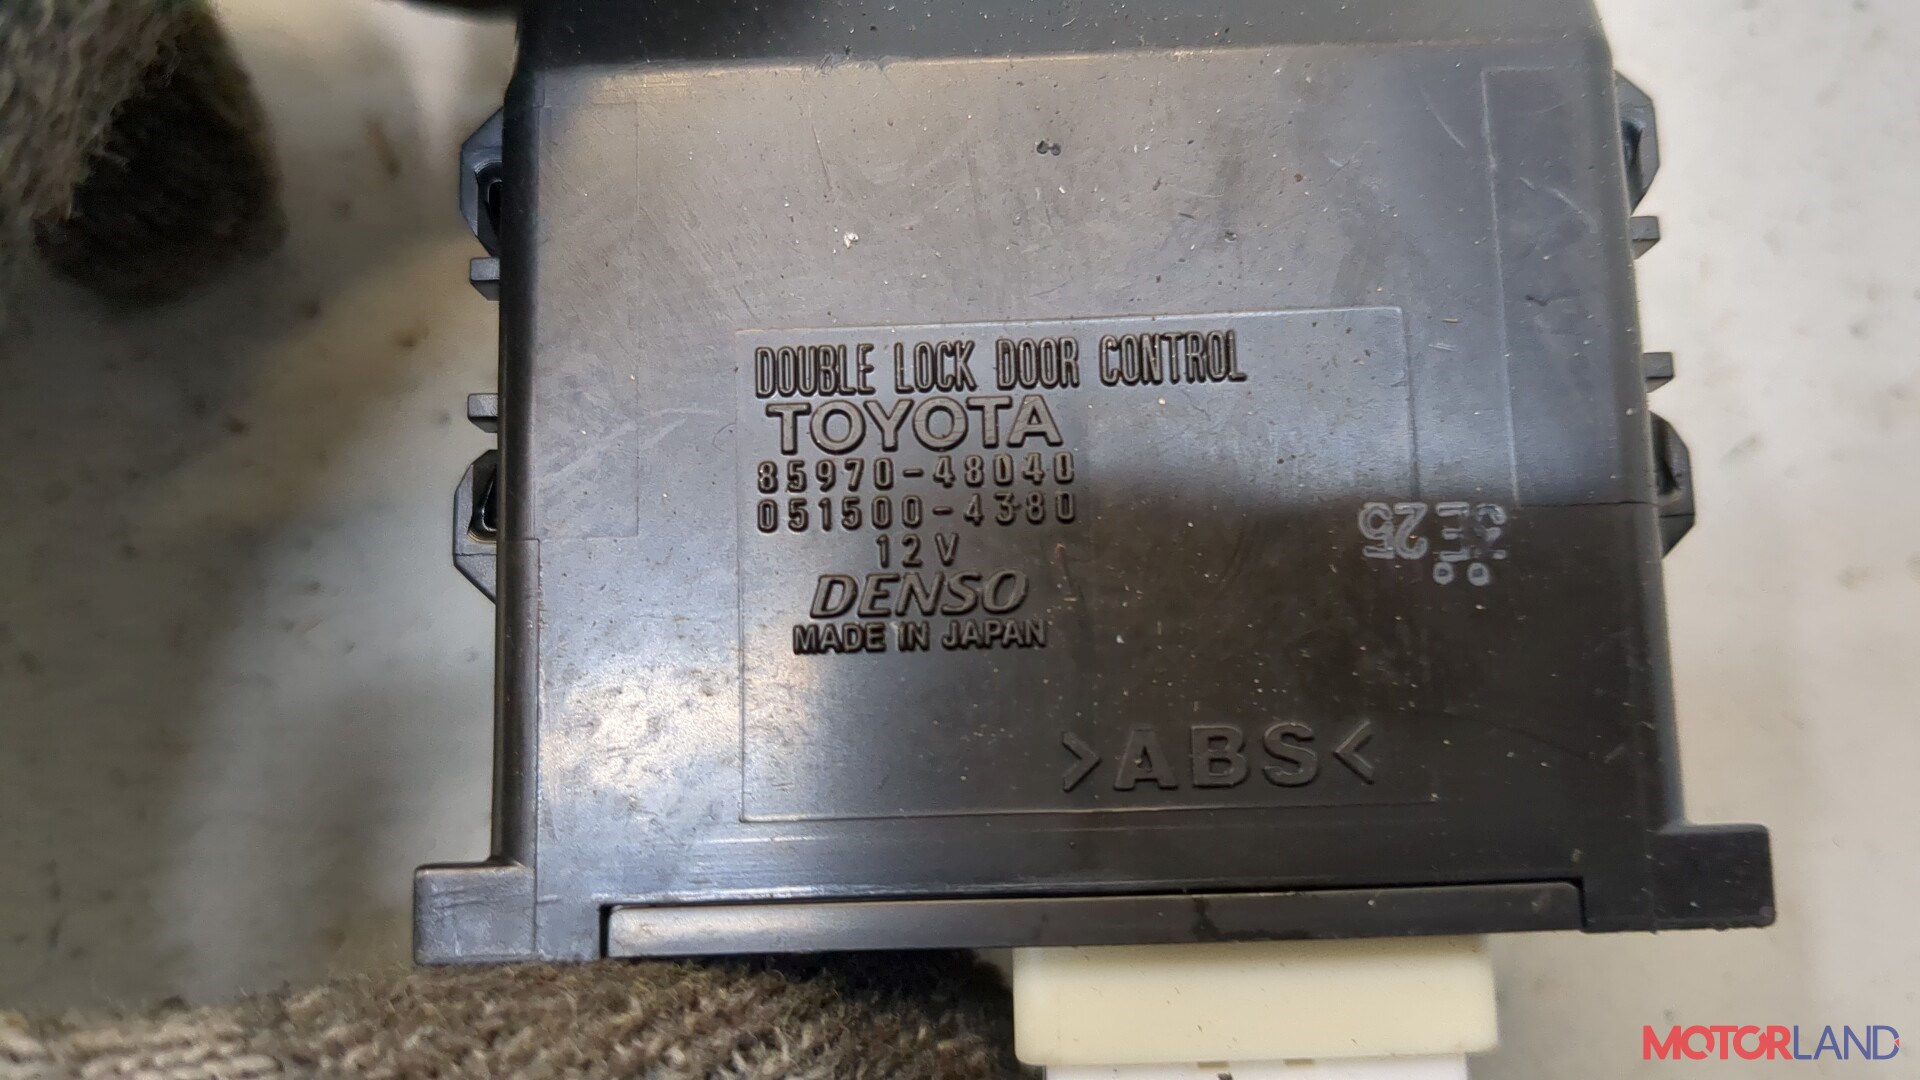 DOUBLE LOCK DOOR CONTROL
TOYOTA
85970-48040
051500-4380
12V
DENSO
MADE IN JAPAN
>ABS<
MOTORLAND